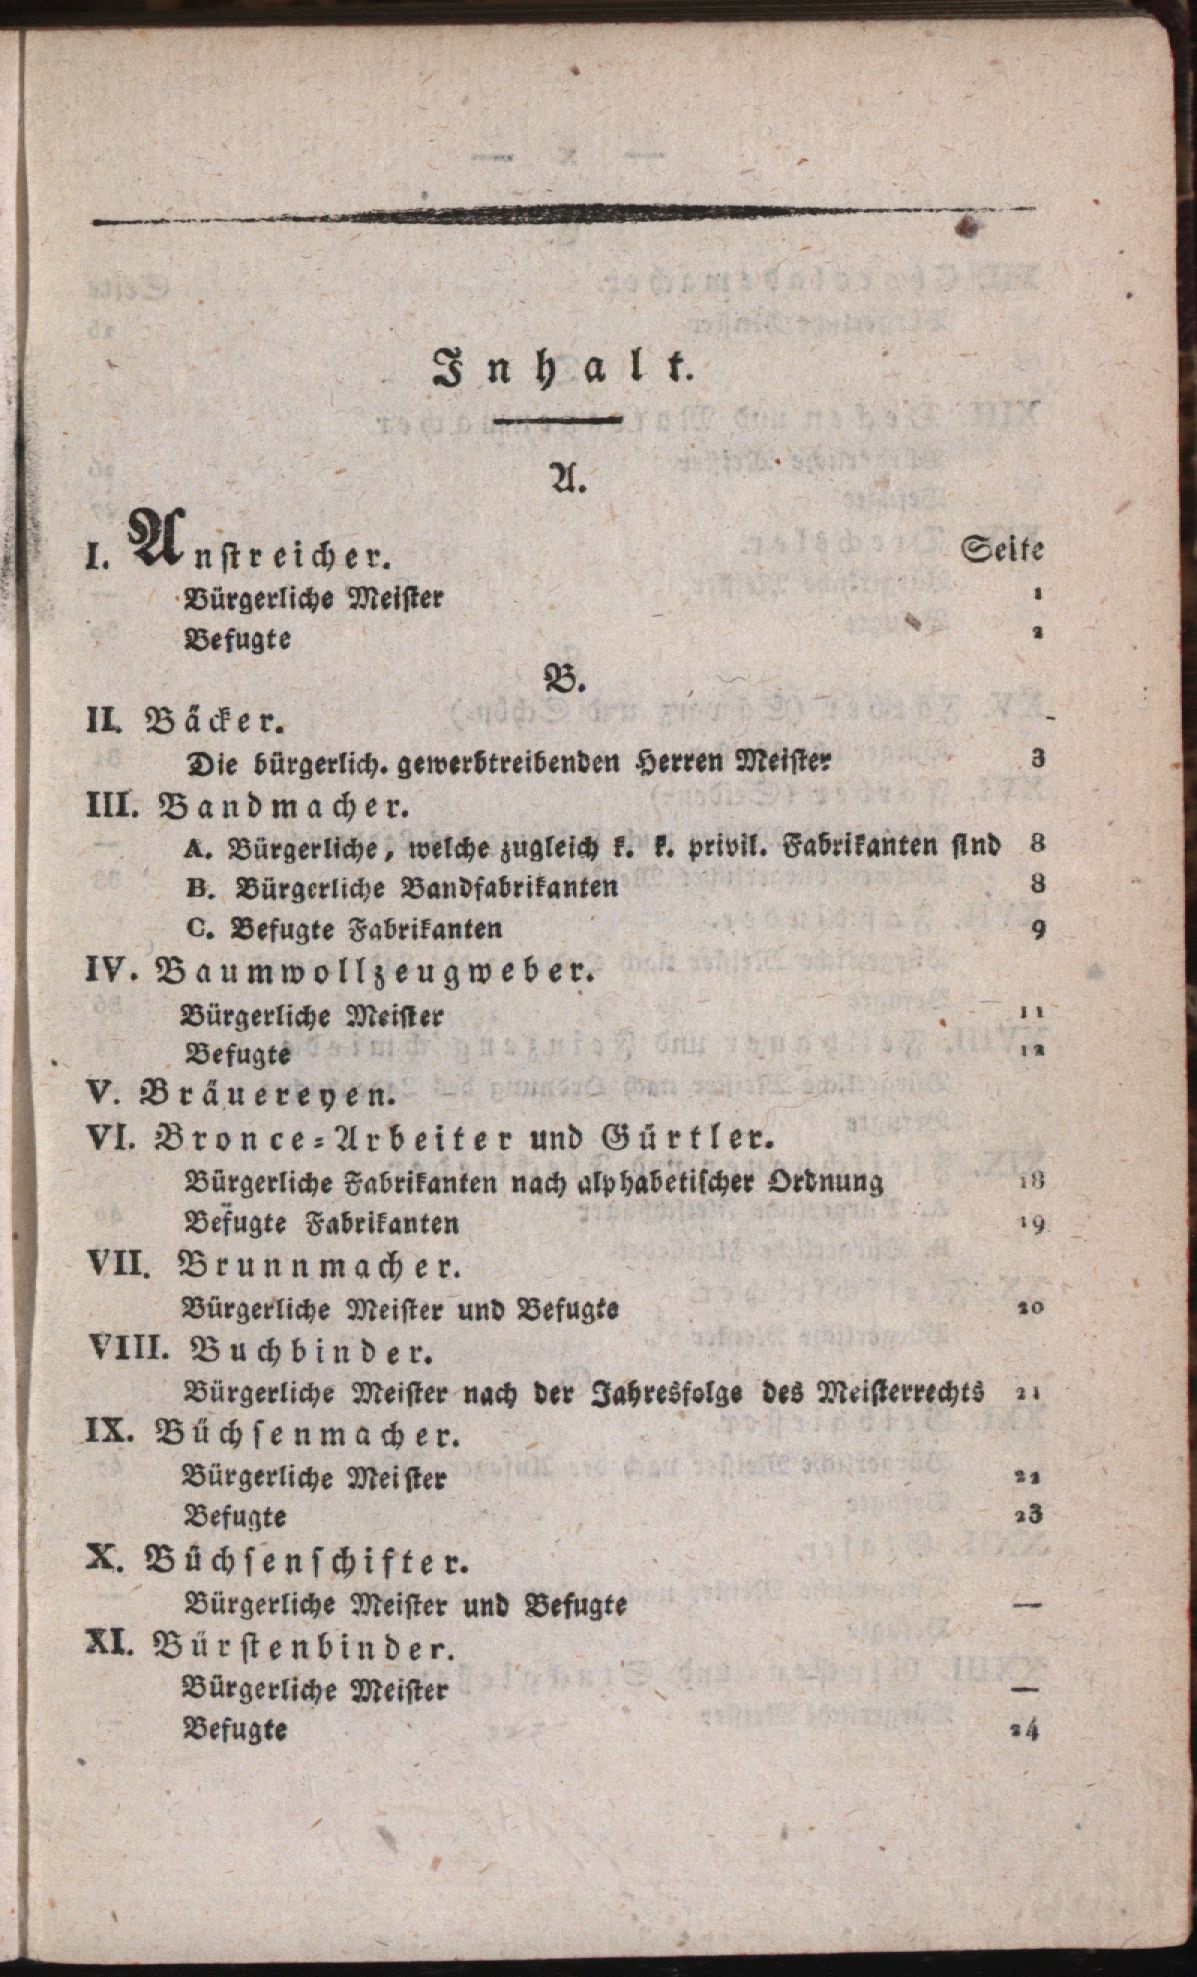 Inhalt.
A.
I. Anstreicher. Seite
Bürgerliche Meister 1
Befugte 2
B.
II. Bäcker.
Die bürgerlich. gewerbtreibenden Herren Meister 3
III. Bandmacher.
A. Bürgerliche, welche zugleich k. k. privil. Fabrikanten sind 8
B. Bürgerliche Bandfabrikanten 8
C. Befugte Fabrikanten 9
IV. Baumwollzeugweber.
Bürgerliche Meister 11
Befugte 12
V. Bräuereyen.
VI. Bronce-Arbeiter und Gürtler.
Bürgerliche Fabrikanten nach alphabetischer Ordnung 18
Befugte Fabrikanten 19
VII. Brunnmacher.
Bürgerliche Meister und Befugte 20
VIII. Buchbinder.
Bürgerliche Meister nach der Jahresfolge des Meisterrechts 21
IX. Büchsenmacher.
Bürgerliche Meister 22
Befugte 23
X. Büchsenschifter.
Bürgerliche Meister und Befugte —
XI. Bürstenbinder.
Bürgerliche Meister —
Befugte 24